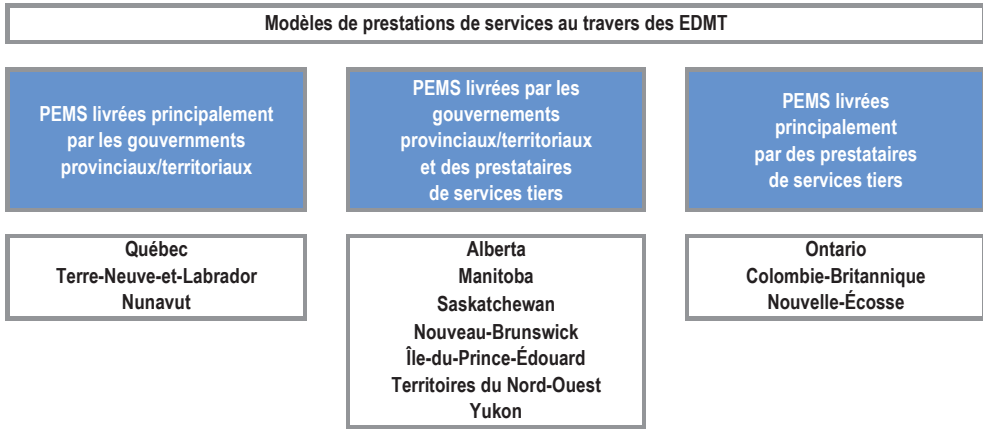 Modèles de prestations de services au travers des EDMT
PEMS livrées principalement
par les gouvernments
provinciaux/territoriaux
PEMS livrées par les
gouvernements
provinciaux/territoriaux
et des prestataires
de services tiers
PEMS livrées
principalement
par des prestataires
de services tiers
Québec
Terre-Neuve-et-Labrador
Nunavut
Alberta
Manitoba
Saskatchewan
Nouveau-Brunswick
Île-du-Prince-Édouard
Territoires du Nord-Ouest
Yukon
Ontario
Colombie-Britannique
Nouvelle-Écosse